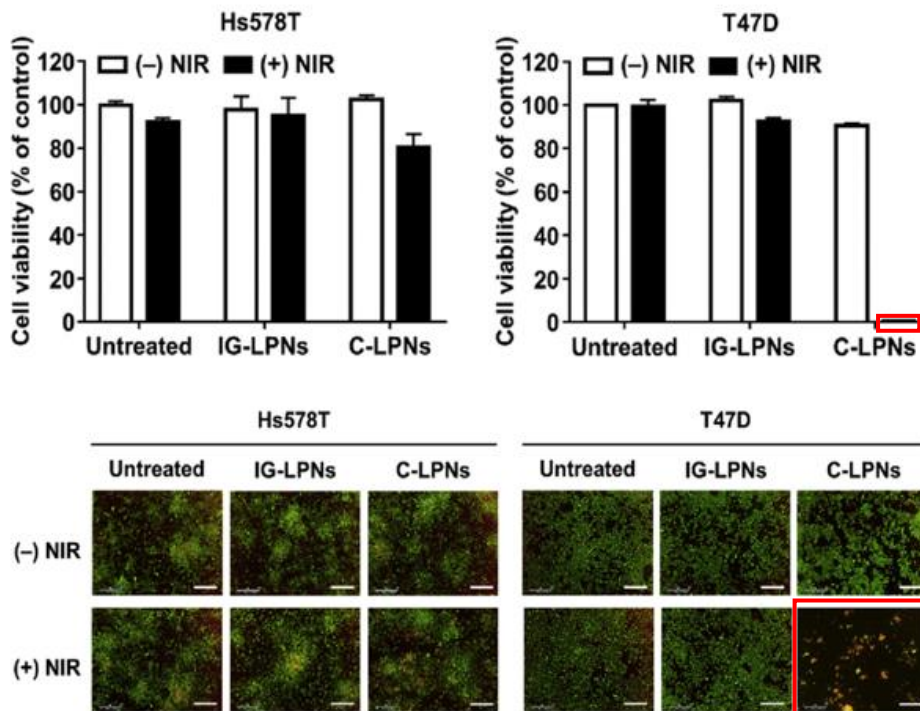 Hs578T
Cell viability (% of control)
120
100
80
60
40
20
0
(–) NIR (+) NIR
Untreated IG-LPNs C-LPNs
T47D
Cell viability (% of control)
120
100
80
60
40
20
0
(–) NIR (+) NIR
Untreated IG-LPNs C-LPNs
Hs578T T47D
Untreated IG-LPNs C-LPNs Untreated IG-LPNs C-LPNs
(–) NIR
(+) NIR